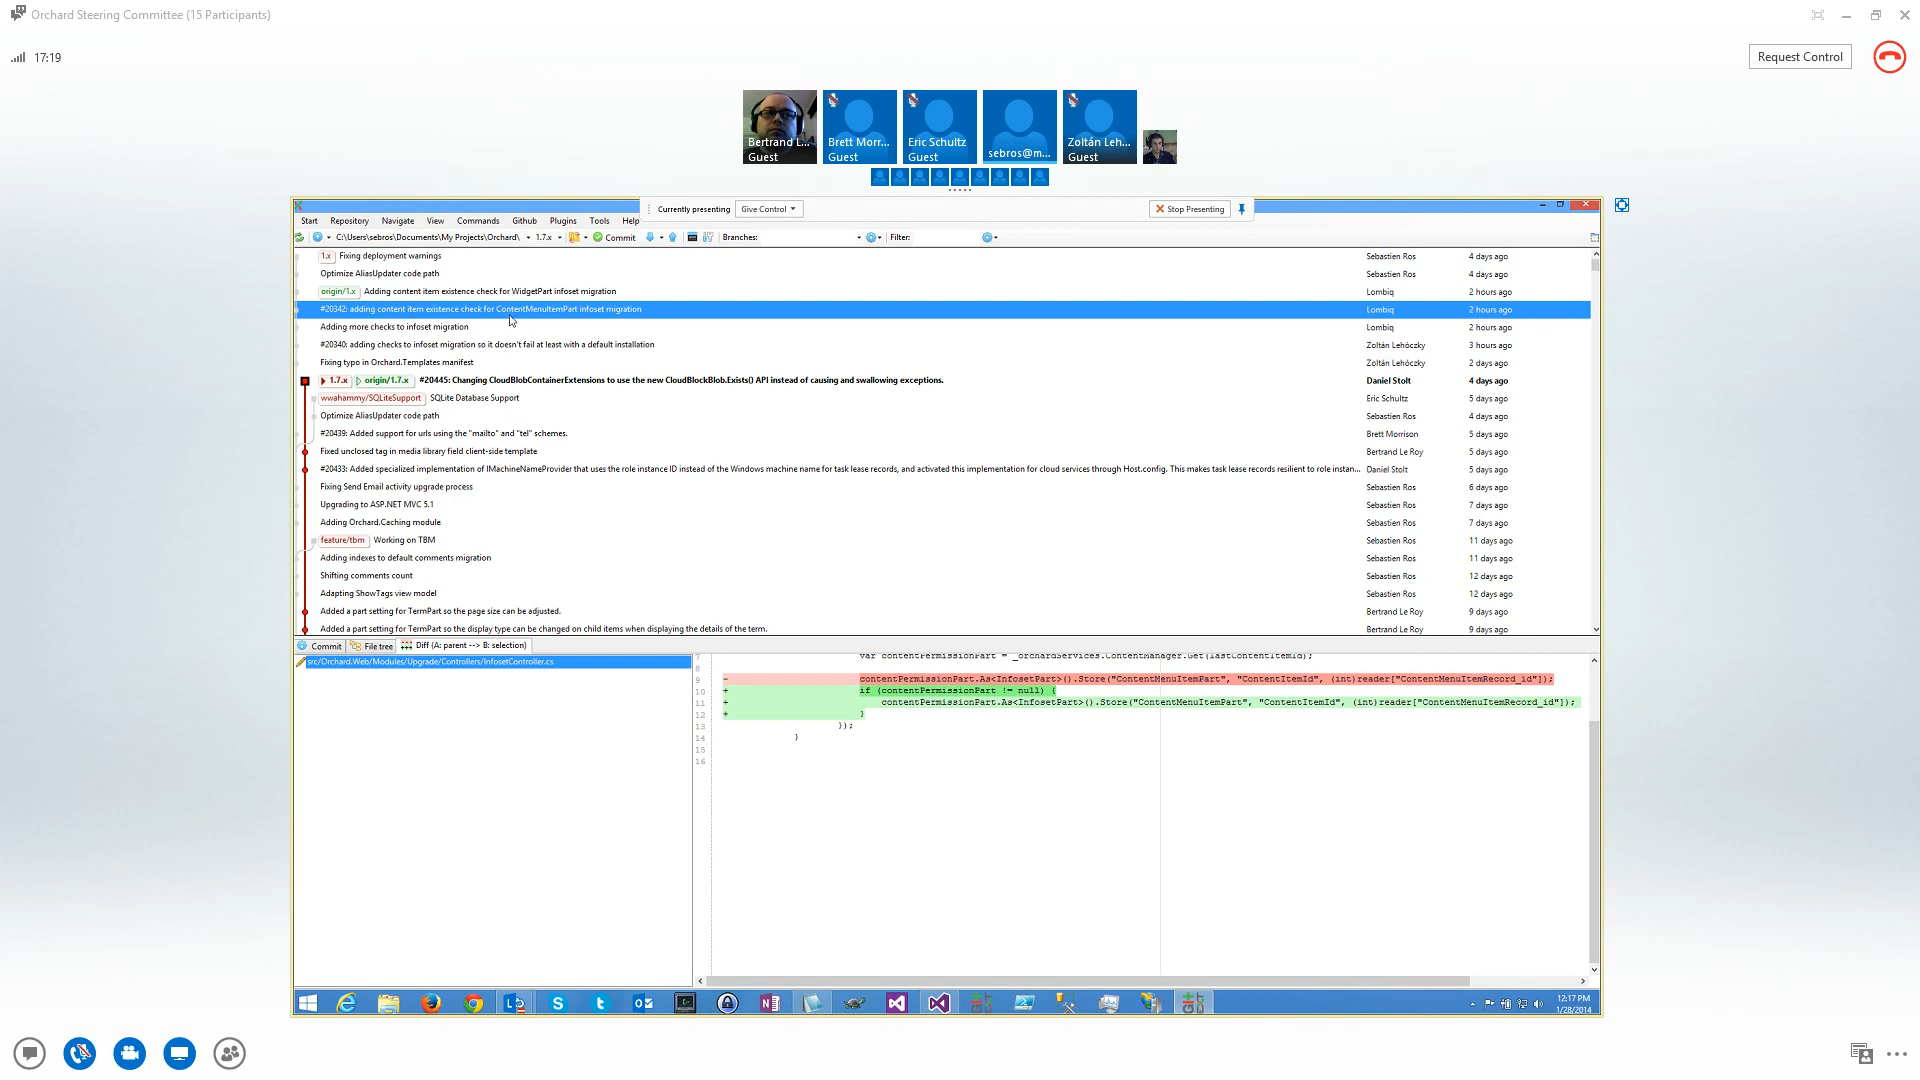 Orchard Steering Committee (15 Participants)
17:19
Request Control
Bertrand L...
Guest
Brett Morr...
Guest
Eric Schultz
Guest
sebros@m...
Zoltán Leh...
Guest
Currently presenting
Give Control
Stop Presenting
Start Repository Navigate View Commands Github Plugins Tools Help
C:\Users\sebros\Documents\My Projects\Orchard\ 1.7.x Commit Branches: Filter:
1.x Fixing deployment warnings Sebastien Ros 4 days ago
Optimize AliasUpdater code path Sebastien Ros 4 days ago
origin/1.x Adding content item existence check for WidgetPart infoset migration Lombiq 2 hours ago
#20342: adding content item existence check for ContentMenuItemPart infoset migration Lombiq 2 hours ago
Adding more checks to infoset migration Lombiq 2 hours ago
#20340: adding checks to infoset migration so it doesn't fail at least with a default installation Zoltán Lehóczky 3 hours ago
Fixing typo in Orchard.Templates manifest Zoltán Lehóczky 2 days ago
1.7.x origin/1.7.x #20445: Changing CloudBlobContainerExtensions to use the new CloudBlockBlob.Exists() API instead of causing and swallowing exceptions. Daniel Stolt 4 days ago
wwahammy/SQLiteSupport SQLite Database Support Eric Schultz 5 days ago
Optimize AliasUpdater code path Sebastien Ros 4 days ago
#20439: Added support for urls using the "mailto" and "tel" schemes. Brett Morrison 5 days ago
Fixed unclosed tag in media library field client-side template Bertrand Le Roy 5 days ago
#20433: Added specialized implementation of IMachineNameProvider that uses the role instance ID instead of the Windows machine name for task lease records, and activated this implementation for cloud services through Host.config. This makes task lease records resilient to role instan... Daniel Stolt 5 days ago
Fixing Send Email activity upgrade process Sebastien Ros 6 days ago
Upgrading to ASP.NET MVC 5.1 Sebastien Ros 7 days ago
Adding Orchard.Caching module Sebastien Ros 7 days ago
feature/tbm Working on TBM Sebastien Ros 11 days ago
Adding indexes to default comments migration Sebastien Ros 11 days ago
Shifting comments count Sebastien Ros 12 days ago
Adapting ShowTags view model Sebastien Ros 12 days ago
Added a part setting for TermPart so the page size can be adjusted. Bertrand Le Roy 9 days ago
Added a part setting for TermPart so the display type can be changed on child items when displaying the details of the term. Bertrand Le Roy 9 days ago
Commit File tree Diff (A: parent --> B: selection)
src/Orchard.Web/Modules/Upgrade/Controllers/InfosetController.cs
7 var contentPermissionPart = _orchardServices.ContentManager.Get(lastContentItemId);
8
9 - contentPermissionPart.As<InfosetPart>().Store("ContentMenuItemPart", "ContentItemId", (int)reader["ContentMenuItemRecord_id"]);
10 + if (contentPermissionPart != null) {
11 + contentPermissionPart.As<InfosetPart>().Store("ContentMenuItemPart", "ContentItemId", (int)reader["ContentMenuItemRecord_id"]);
12 + }
13 });
14 }
15
16
12:17 PM
1/28/2014